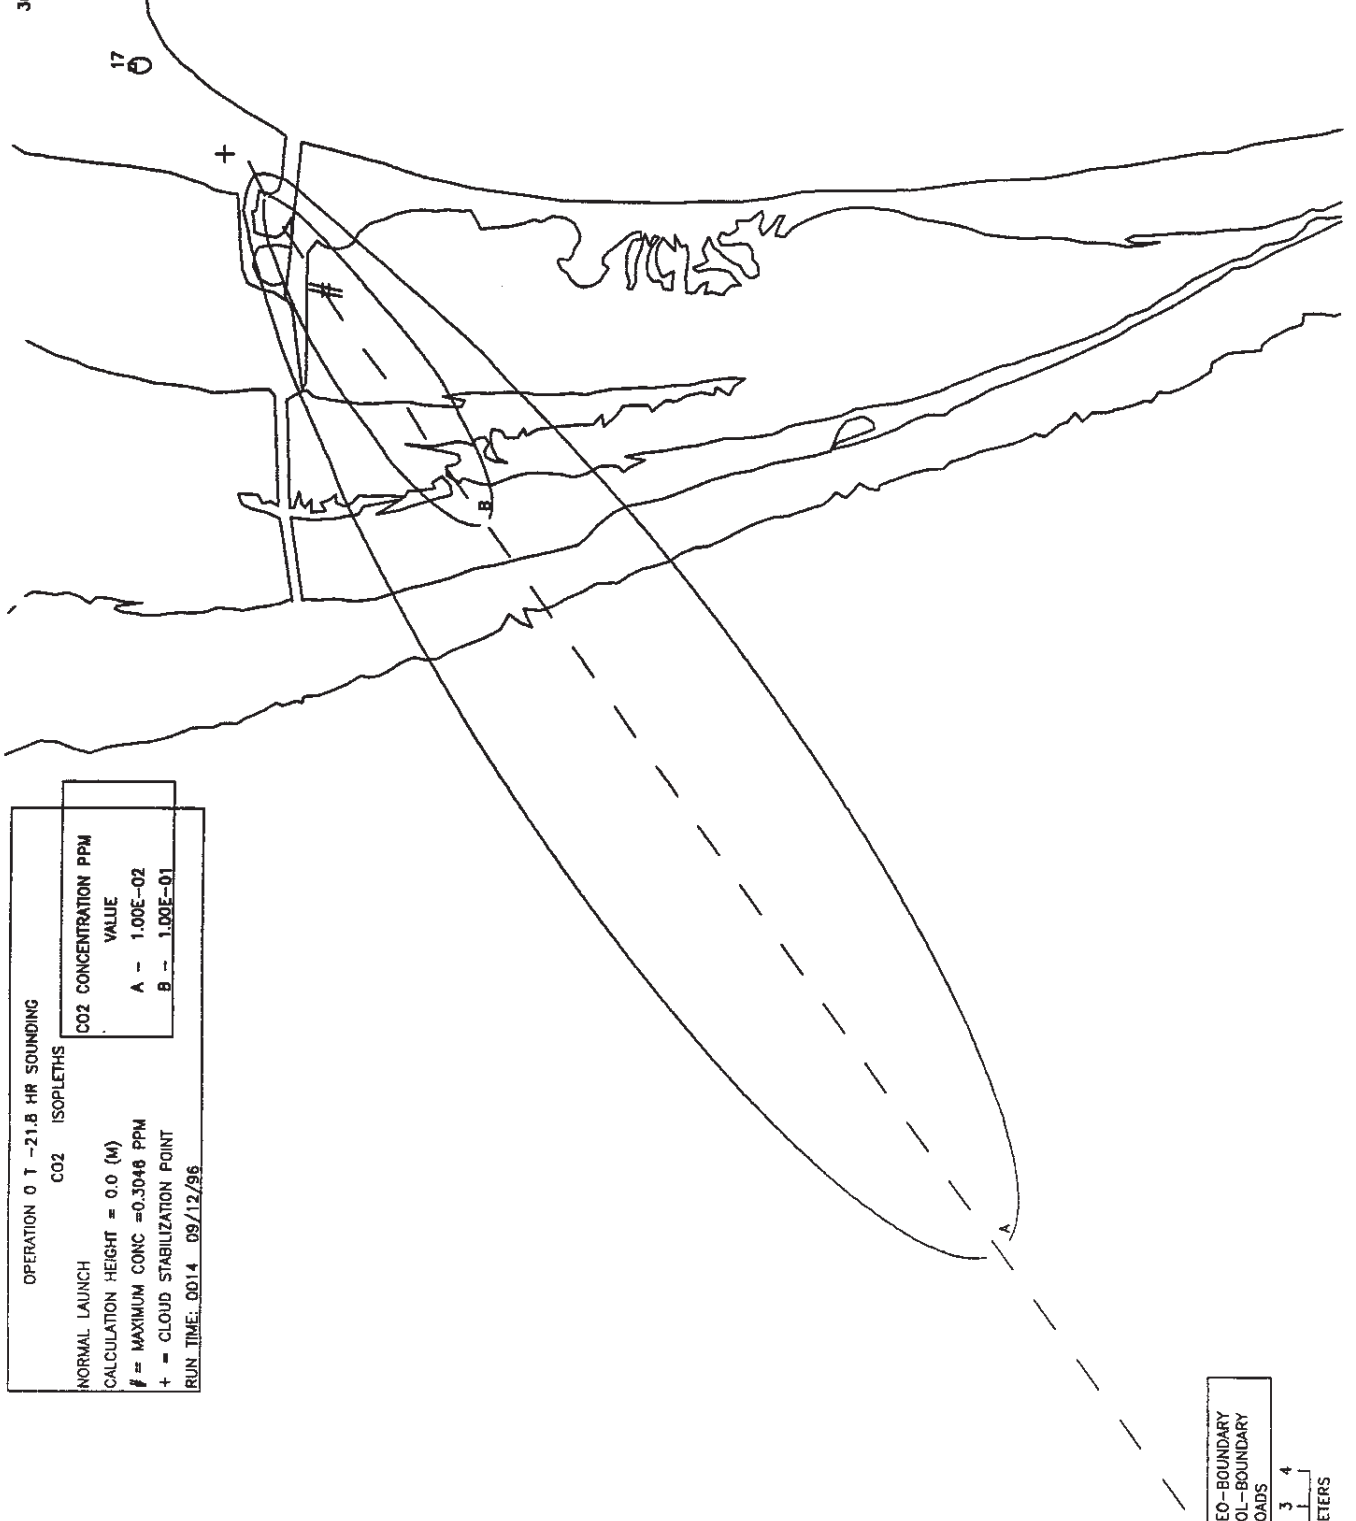 OPERATION 0 T -21.8 HR SOUNDING
CO2 ISOPLETHS
CO2 CONCENTRATION PPM
VALUE
A - 1.00E-02
B - 1.00E-01
NORMAL LAUNCH
CALCULATION HEIGHT = 0.0 (M)
# = MAXIMUM CONC =0.3046 PPM
+ = CLOUD STABILIZATION POINT
RUN TIME: 0014 09/12/96
17
+
#
B
A
EO-BOUNDARY
OL-BOUNDARY
OADS
3 4
ETERS